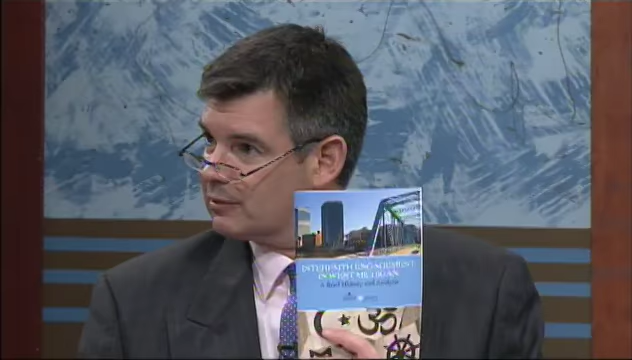 INTERFAITH ENGAGEMENT
IN WEST MICHIGAN
A Brief History and Analysis